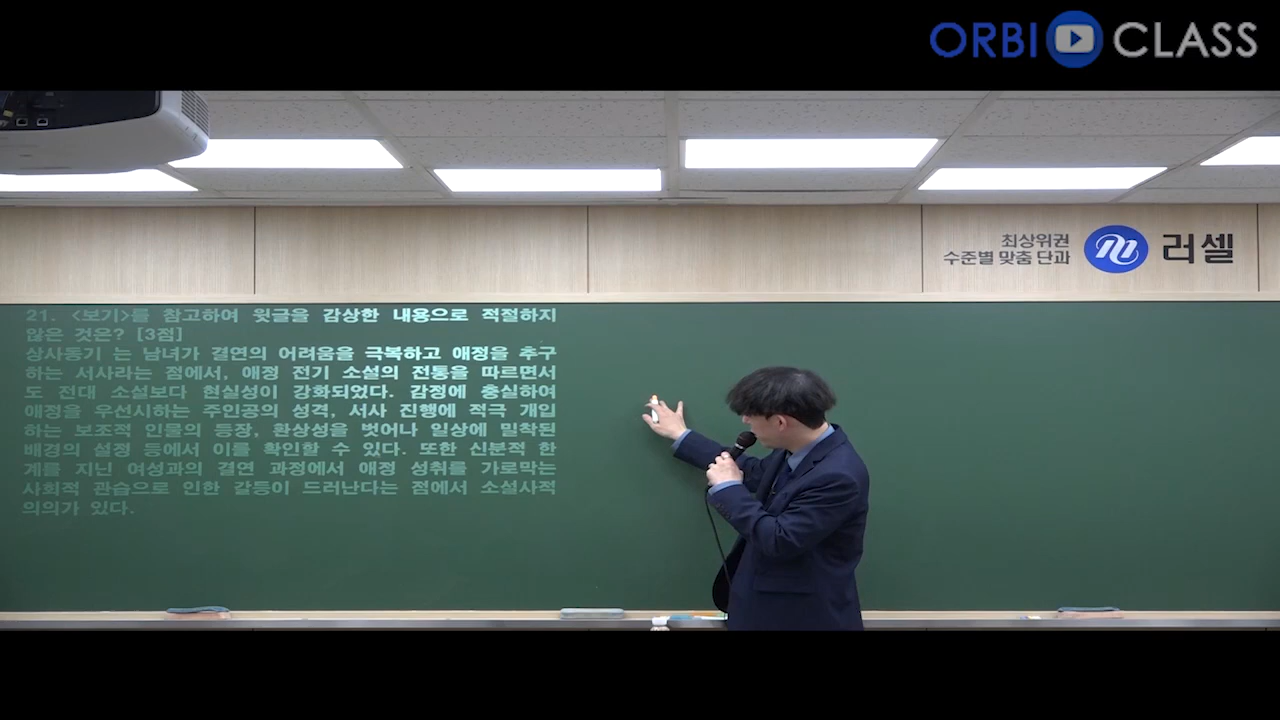 ORBI CLASS
최상위권
수준별 맞춤 단과
러셀
21. <보기>를 참고하여 윗글을 감상한 내용으로 적절하지
않은 것은? [3점]
상사동기 는 남녀가 결연의 어려움을 극복하고 애정을 추구
하는 서사라는 점에서, 애정 전기 소설의 전통을 따르면서
도 전대 소설보다 현실성이 강화되었다. 감정에 충실하여
애정을 우선시하는 주인공의 성격, 서사 진행에 적극 개입
하는 보조적 인물의 등장, 환상성을 벗어나 일상에 밀착된
배경의 설정 등에서 이를 확인할 수 있다. 또한 신분적 한
계를 지닌 여성과의 결연 과정에서 애정 성취를 가로막는
사회적 관습으로 인한 갈등이 드러난다는 점에서 소설사적
의의가 있다.